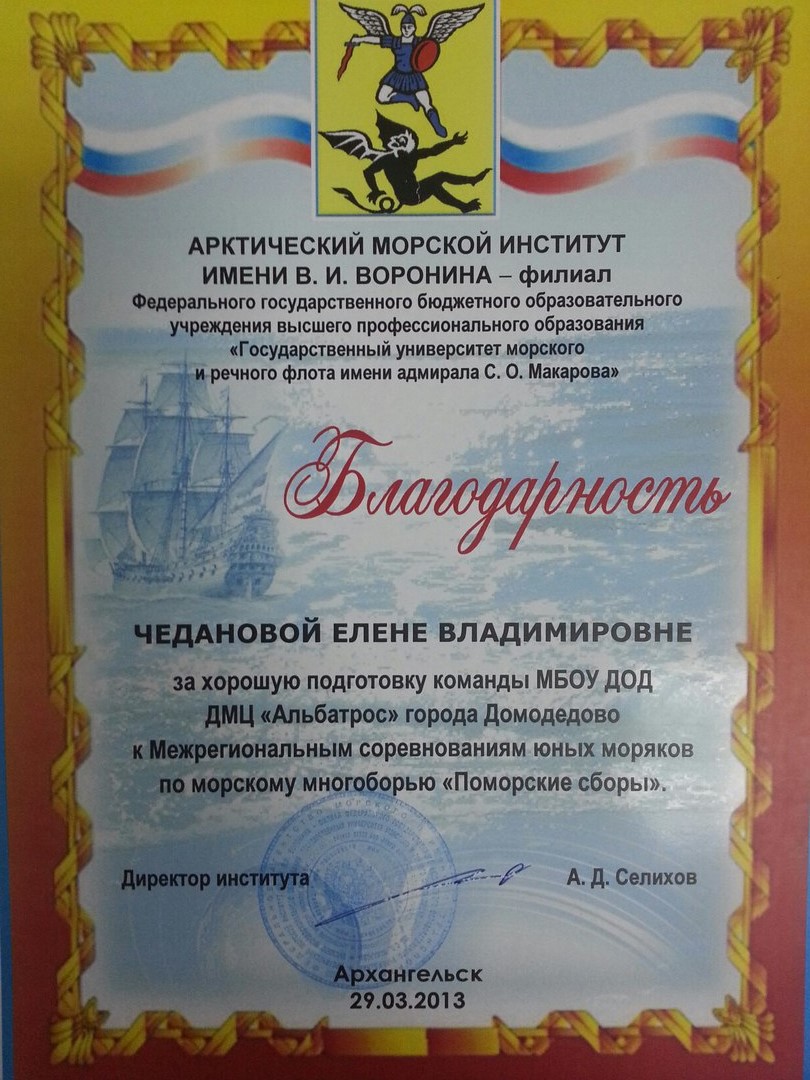 АРКТИЧЕСКИЙ МОРСКОЙ ИНСТИТУТ
ИМЕНИ В. И. ВОРОНИНА – филиал
Федерального государственного бюджетного образовательного
учреждения высшего профессионального образования
«Государственный университет морского
и речного флота имени адмирала С. О. Макарова»
Благодарность
ЧЕДАНОВОЙ ЕЛЕНЕ ВЛАДИМИРОВНЕ
за хорошую подготовку команды МБОУ ДОД
ДМЦ «Альбатрос» города Домодедово
к Межрегиональным соревнованиям юных моряков
по морскому многоборью «Поморские сборы».
Директор института А. Д. Селихов
Архангельск
29.03.2013